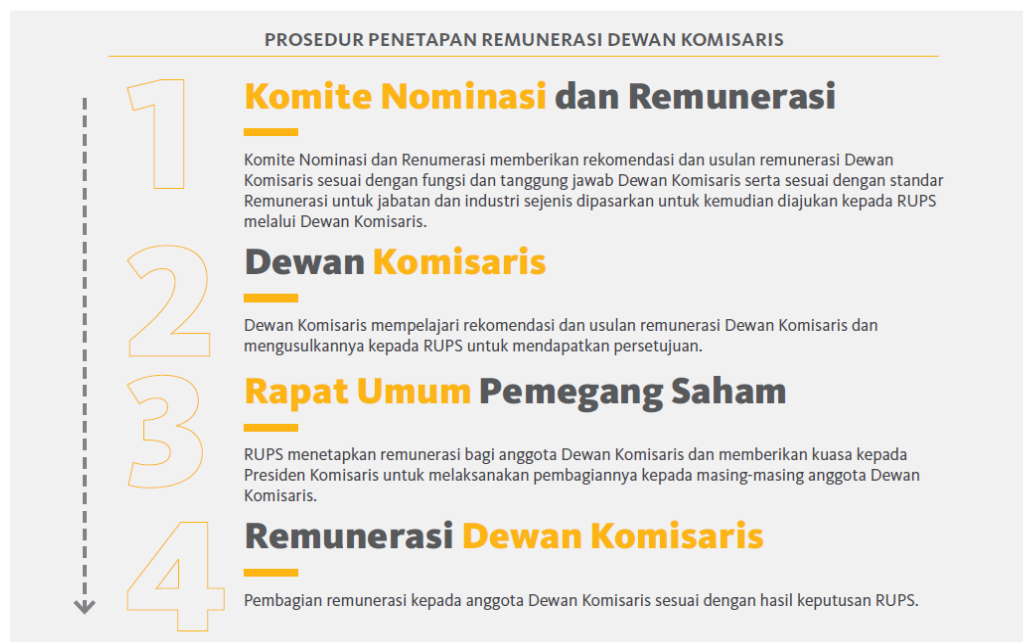 PROSEDUR PENETAPAN REMUNERASI DEWAN KOMISARIS
1
Komite Nominasi dan Remunerasi
Komite Nominasi dan Renumerasi memberikan rekomendasi dan usulan remunerasi Dewan
Komisaris sesuai dengan fungsi dan tanggung jawab Dewan Komisaris serta sesuai dengan standar
Remunerasi untuk jabatan dan industri sejenis dipasarkan untuk kemudian diajukan kepada RUPS
melalui Dewan Komisaris.
2
Dewan Komisaris
Dewan Komisaris mempelajari rekomendasi dan usulan remunerasi Dewan Komisaris dan
mengusulkannya kepada RUPS untuk mendapatkan persetujuan.
3
Rapat Umum Pemegang Saham
RUPS menetapkan remunerasi bagi anggota Dewan Komisaris dan memberikan kuasa kepada
Presiden Komisaris untuk melaksanakan pembagiannya kepada masing-masing anggota Dewan
Komisaris.
4
Remunerasi Dewan Komisaris
Pembagian remunerasi kepada anggota Dewan Komisaris sesuai dengan hasil keputusan RUPS.